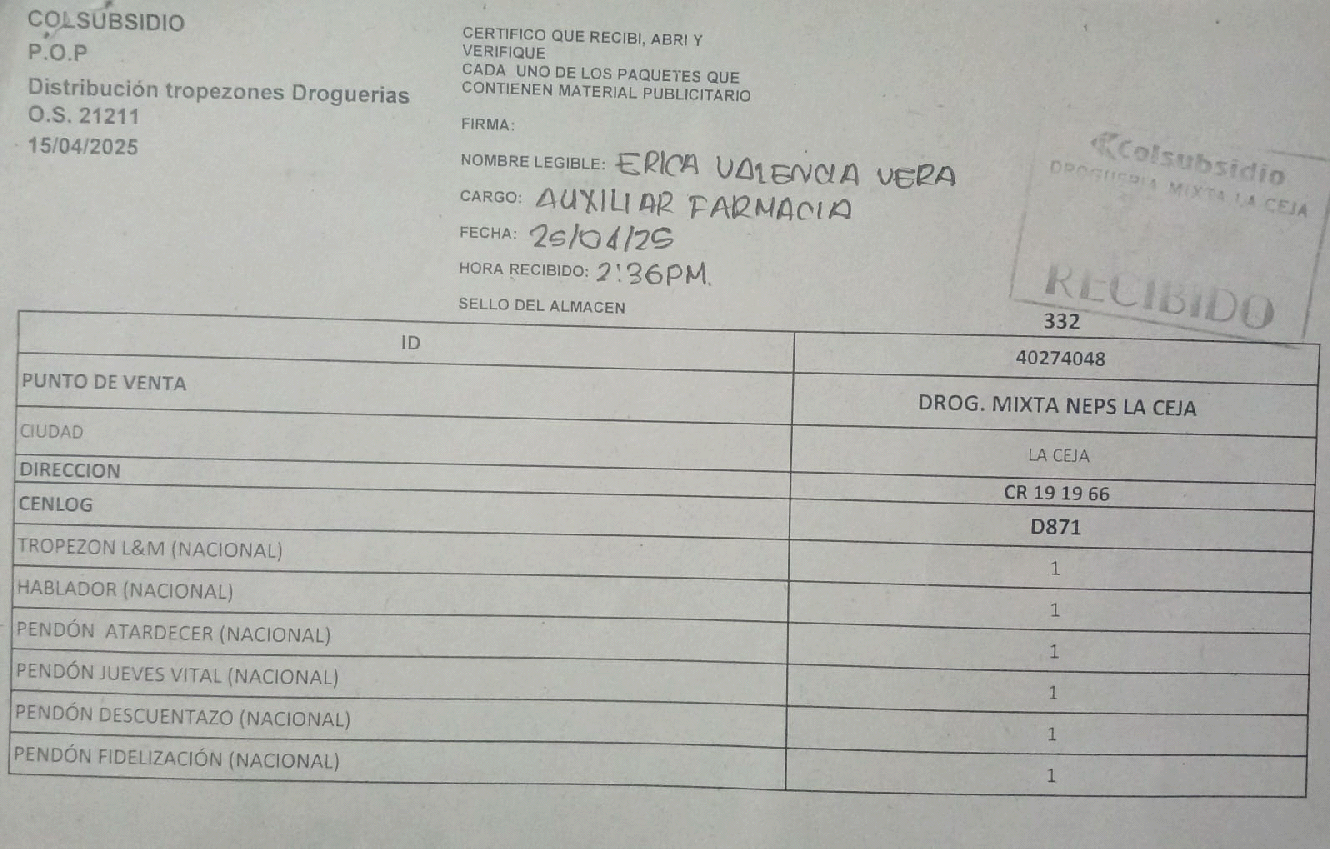 COLSUBSIDIO
P.O.P
Distribución tropezones Droguerias
O.S. 21211
15/04/2025
CERTIFICO QUE RECIBI, ABRI Y
VERIFIQUE
CADA UNO DE LOS PAQUETES QUE
CONTIENEN MATERIAL PUBLICITARIO
FIRMA:
NOMBRE LEGIBLE: ERICA VALENCIA VERA
CARGO: AUXILIAR FARMACIA
FECHA: 25/04/25
HORA RECIBIDO: 2:36PM.
SELLO DEL ALMACEN
Colsubsidio
DROGUERIA MIXTA LA CEJA
RECIBIDO
332
ID 40274048
PUNTO DE VENTA DROG. MIXTA NEPS LA CEJA
CIUDAD LA CEJA
DIRECCION CR 19 19 66
CENLOG D871
TROPEZON L&M (NACIONAL) 1
HABLADOR (NACIONAL) 1
PENDÓN ATARDECER (NACIONAL) 1
PENDÓN JUEVES VITAL (NACIONAL) 1
PENDÓN DESCUENTAZO (NACIONAL) 1
PENDÓN FIDELIZACIÓN (NACIONAL) 1